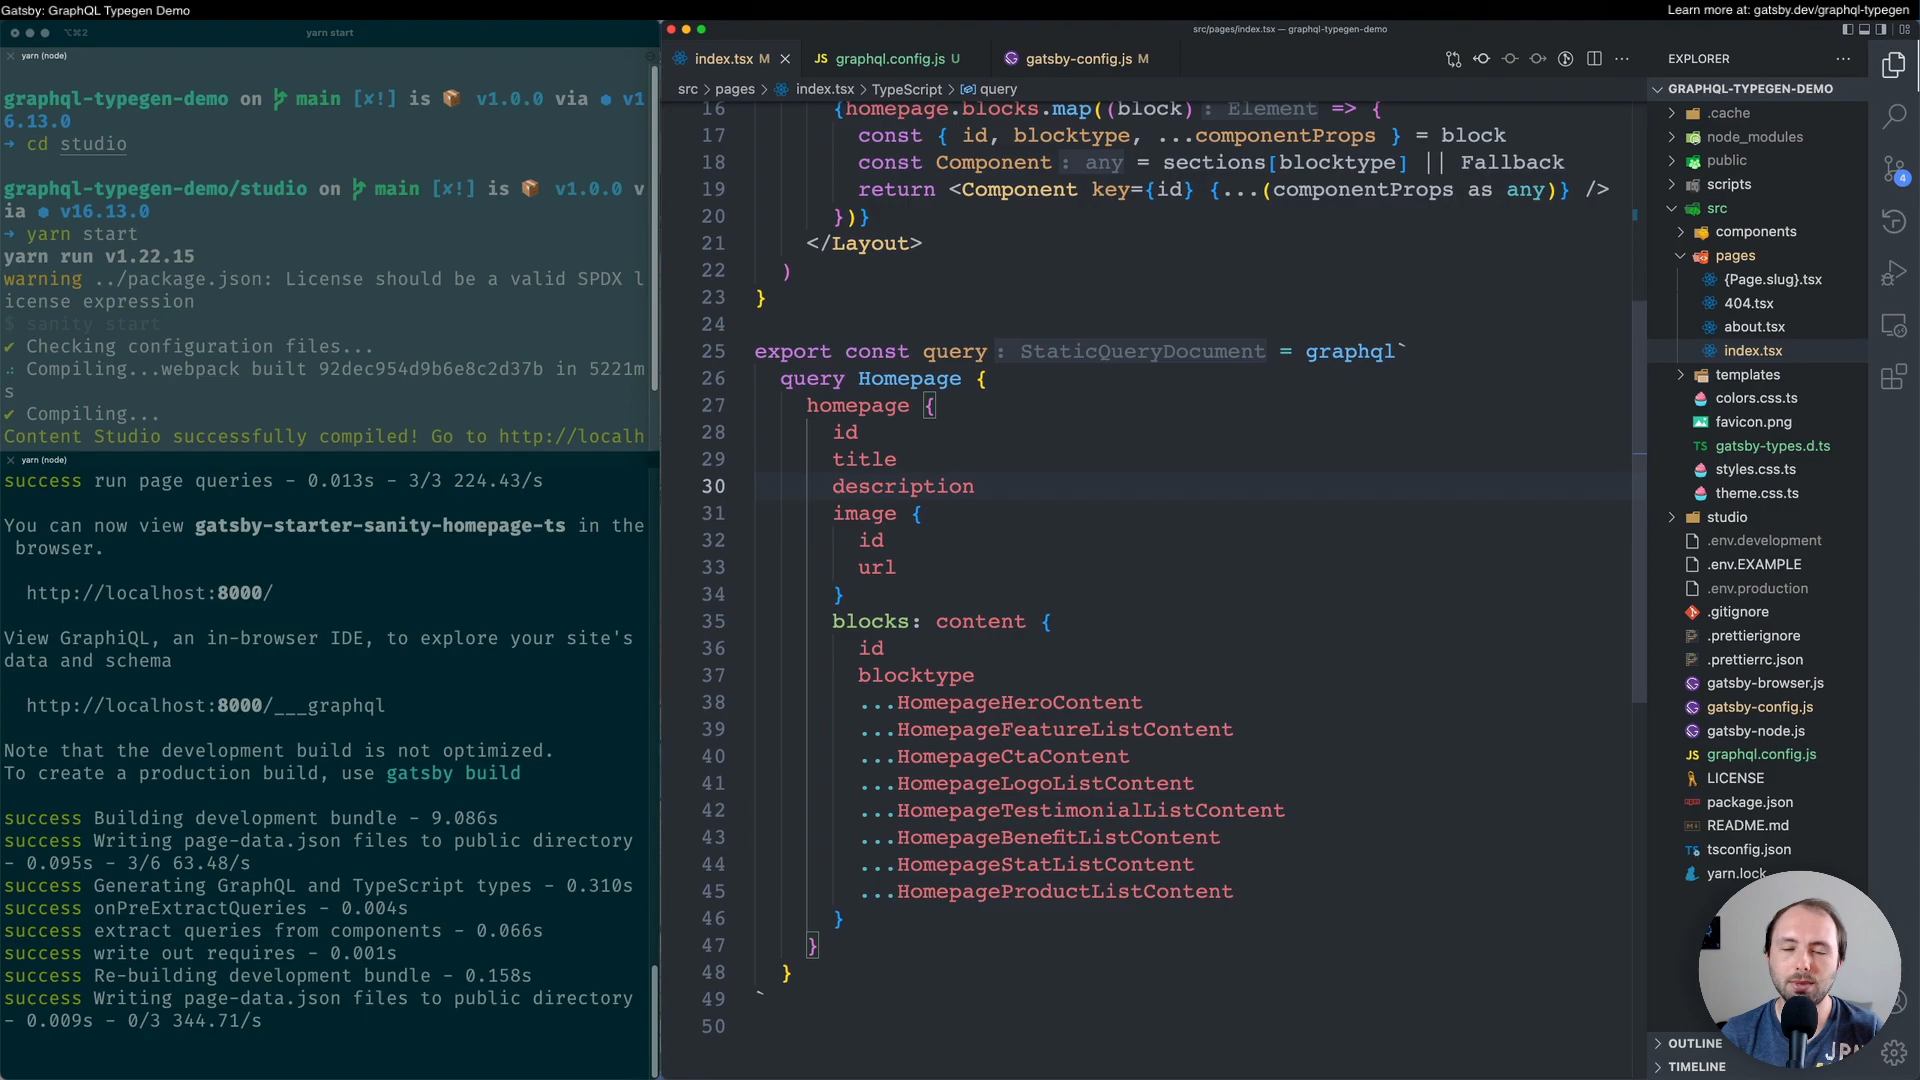 Gatsby: GraphQL Typegen Demo
Learn more at: gatsby.dev/graphql-typegen
⌥⌘2
yarn start
yarn (node)
graphql-typegen-demo on main [✘!] is 📦 v1.0.0 via ⬢ v1
6.13.0
➜ cd studio
graphql-typegen-demo/studio on main [✘!] is 📦 v1.0.0 v
ia ⬢ v16.13.0
➜ yarn start
yarn run v1.22.15
warning ../package.json: License should be a valid SPDX l
icense expression
$ sanity start
✔ Checking configuration files...
Compiling...webpack built 92dec954d9b6e8c2d37b in 5221m
s
✔ Compiling...
Content Studio successfully compiled! Go to http://localh
yarn (node)
success run page queries - 0.013s - 3/3 224.43/s
You can now view gatsby-starter-sanity-homepage-ts in the
browser.
http://localhost:8000/
View GraphiQL, an in-browser IDE, to explore your site's
data and schema
http://localhost:8000/___graphql
Note that the development build is not optimized.
To create a production build, use gatsby build
success Building development bundle - 9.086s
success Writing page-data.json files to public directory
- 0.095s - 3/6 63.48/s
success Generating GraphQL and TypeScript types - 0.310s
success onPreExtractQueries - 0.004s
success extract queries from components - 0.066s
success write out requires - 0.001s
success Re-building development bundle - 0.158s
success Writing page-data.json files to public directory
- 0.009s - 0/3 344.71/s
src/pages/index.tsx — graphql-typegen-demo
index.tsx M
graphql.config.js U
gatsby-config.js M
src > pages > index.tsx > TypeScript > query
16 {homepage.blocks.map((block) : Element => {
17 const { id, blocktype, ...componentProps } = block
18 const Component : any = sections[blocktype] || Fallback
19 return <Component key={id} {...(componentProps as any)} />
20 })}
21 </Layout>
22 )
23 }
24
25 export const query : StaticQueryDocument = graphql`
26 query Homepage {
27 homepage {
28 id
29 title
30 description
31 image {
32 id
33 url
34 }
35 blocks: content {
36 id
37 blocktype
38 ...HomepageHeroContent
39 ...HomepageFeatureListContent
40 ...HomepageCtaContent
41 ...HomepageLogoListContent
42 ...HomepageTestimonialListContent
43 ...HomepageBenefitListContent
44 ...HomepageStatListContent
45 ...HomepageProductListContent
46 }
47 }
48 }
49 `
50
EXPLORER
GRAPHQL-TYPEGEN-DEMO
.cache
node_modules
public
scripts
src
components
pages
{Page.slug}.tsx
404.tsx
about.tsx
index.tsx
templates
colors.css.ts
favicon.png
TS gatsby-types.d.ts
styles.css.ts
theme.css.ts
studio
.env.development
.env.EXAMPLE
.env.production
.gitignore
.prettierignore
.prettierrc.json
gatsby-browser.js
gatsby-config.js
gatsby-node.js
JS graphql.config.js
LICENSE
package.json
README.md
tsconfig.json
yarn.lock
OUTLINE
TIMELINE
4